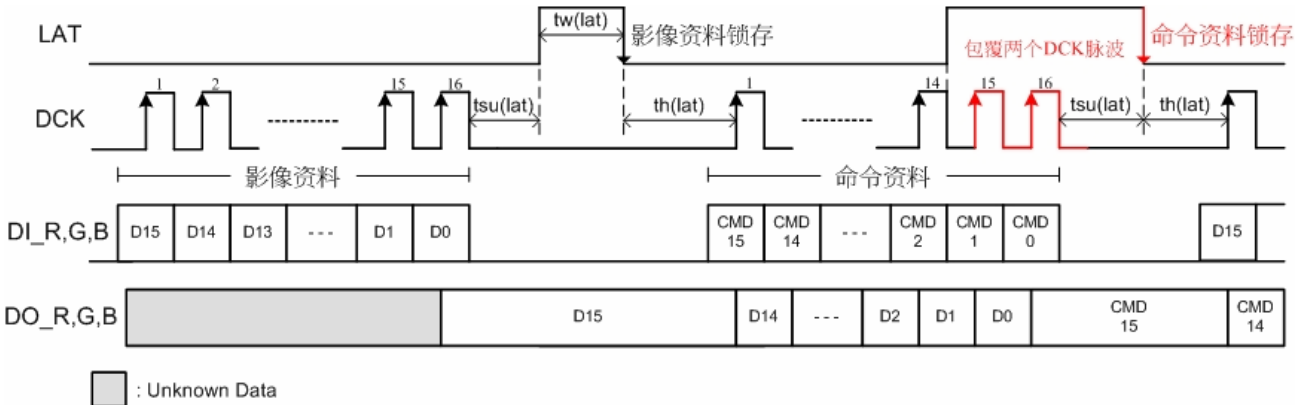 LAT
tw(lat)
影像资料锁存
包覆两个DCK脉波
命令资料锁存
DCK
1
2
15
16
tsu(lat)
th(lat)
1
14
15
16
tsu(lat)
th(lat)
影像资料
命令资料
DI_R,G,B
D15
D14
D13
---
D1
D0
CMD
15
CMD
14
---
CMD
2
CMD
1
CMD
0
D15
DO_R,G,B
D15
D14
---
D2
D1
D0
CMD
15
CMD
14
: Unknown Data